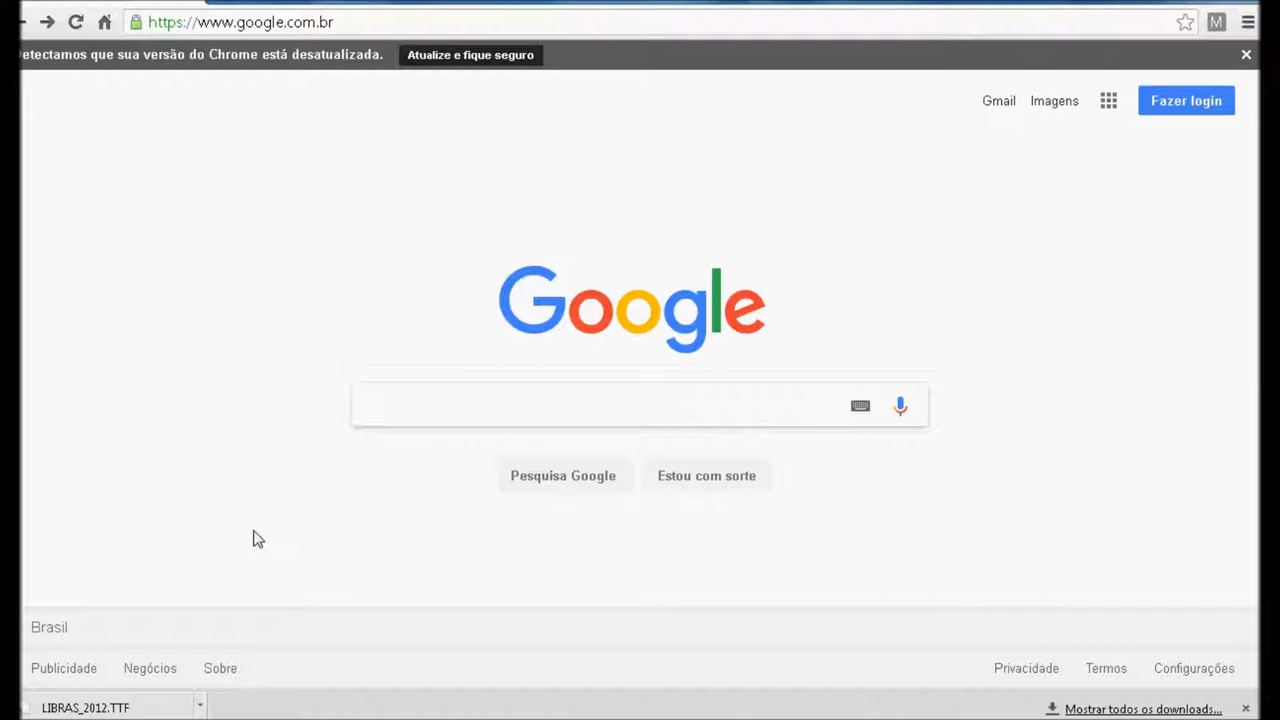 https://www.google.com.br
M
etectamos que sua versão do Chrome está desatualizada. Atualize e fique seguro
Gmail Imagens Fazer login
Google
Pesquisa Google Estou com sorte
Brasil
Publicidade Negócios Sobre Privacidade Termos Configurações
LIBRAS_2012.TTF Mostrar todos os downloads...